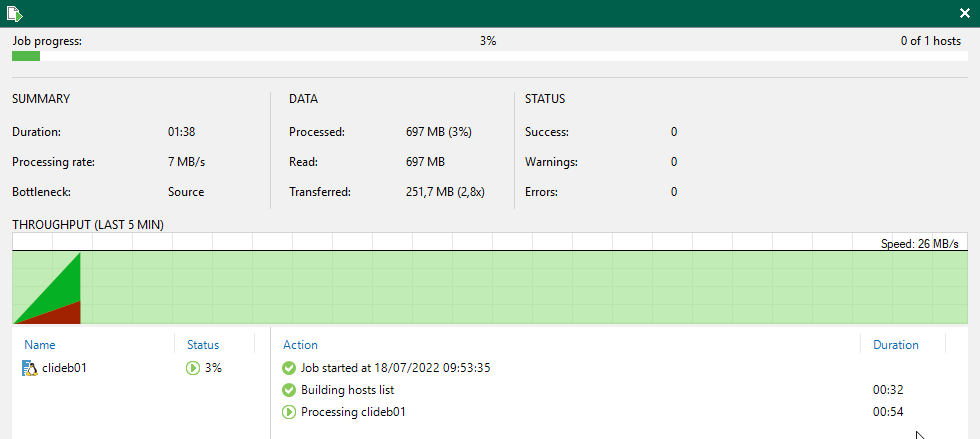 Job progress: 3% 0 of 1 hosts
SUMMARY DATA STATUS
Duration: 01:38 Processed: 697 MB (3%) Success: 0
Processing rate: 7 MB/s Read: 697 MB Warnings: 0
Bottleneck: Source Transferred: 251,7 MB (2,8x) Errors: 0
THROUGHPUT (LAST 5 MIN)
Speed: 26 MB/s
Name Status Action Duration
clideb01 3% Job started at 18/07/2022 09:53:35
Building hosts list 00:32
Processing clideb01 00:54